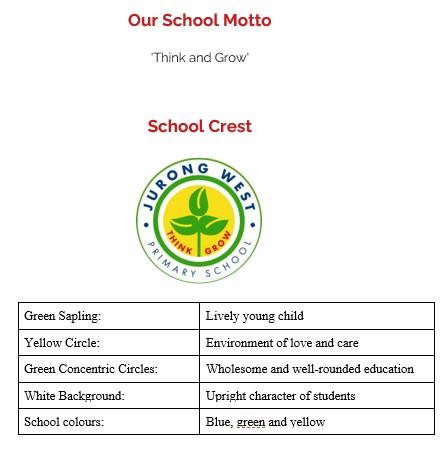 Our School Motto
'Think and Grow'
School Crest
JURONG WEST
THINK GROW
PRIMARY SCHOOL
Green Sapling: Lively young child
Yellow Circle: Environment of love and care
Green Concentric Circles: Wholesome and well-rounded education
White Background: Upright character of students
School colours: Blue, green and yellow